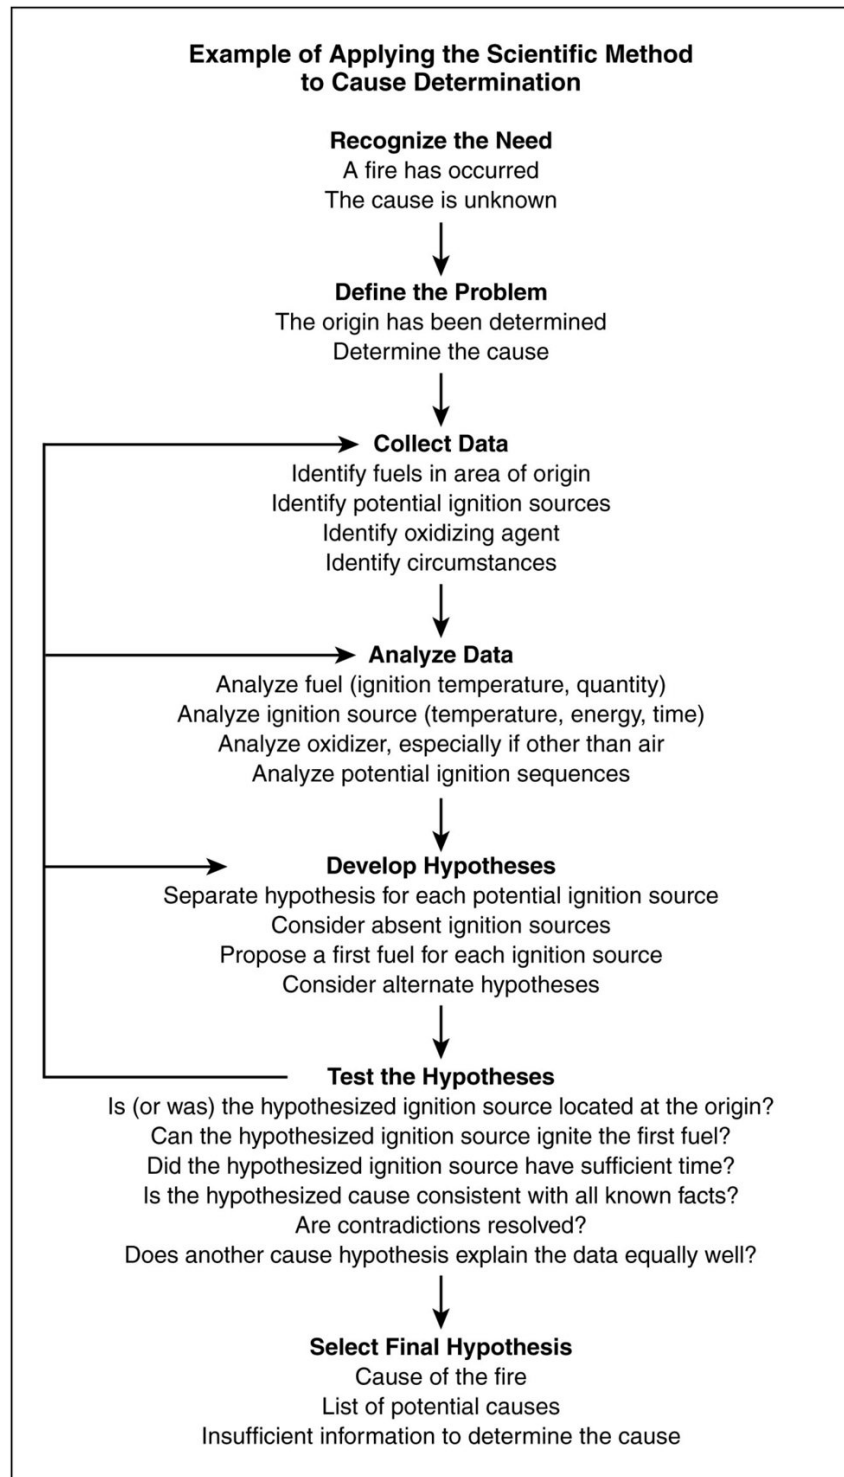 Example of Applying the Scientific Method
to Cause Determination
Recognize the Need
A fire has occurred
The cause is unknown
Define the Problem
The origin has been determined
Determine the cause
Collect Data
Identify fuels in area of origin
Identify potential ignition sources
Identify oxidizing agent
Identify circumstances
Analyze Data
Analyze fuel (ignition temperature, quantity)
Analyze ignition source (temperature, energy, time)
Analyze oxidizer, especially if other than air
Analyze potential ignition sequences
Develop Hypotheses
Separate hypothesis for each potential ignition source
Consider absent ignition sources
Propose a first fuel for each ignition source
Consider alternate hypotheses
Test the Hypotheses
Is (or was) the hypothesized ignition source located at the origin?
Can the hypothesized ignition source ignite the first fuel?
Did the hypothesized ignition source have sufficient time?
Is the hypothesized cause consistent with all known facts?
Are contradictions resolved?
Does another cause hypothesis explain the data equally well?
Select Final Hypothesis
Cause of the fire
List of potential causes
Insufficient information to determine the cause